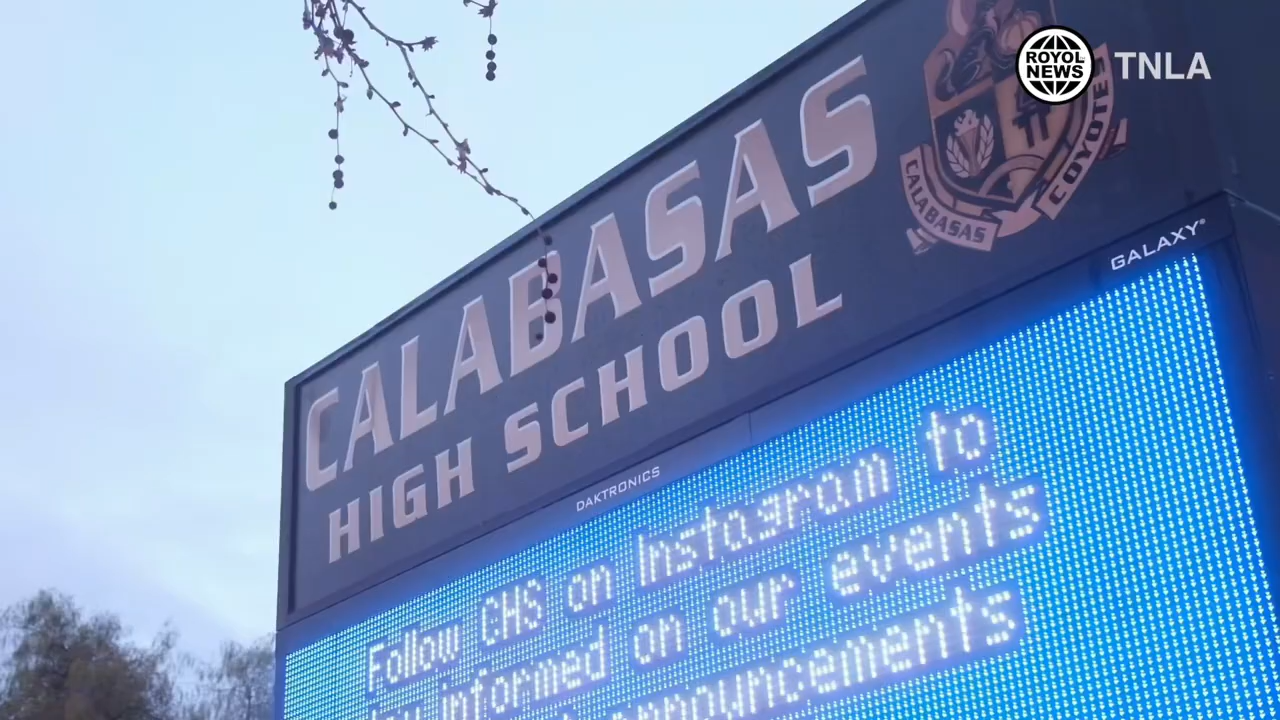 ROYOL
NEWS
TNLA
CALABASAS
HIGH SCHOOL
CALABASAS
COYOTES
GALAXY®
DAKTRONICS
Follow CHS on Instagram to
informed on our events
announcements